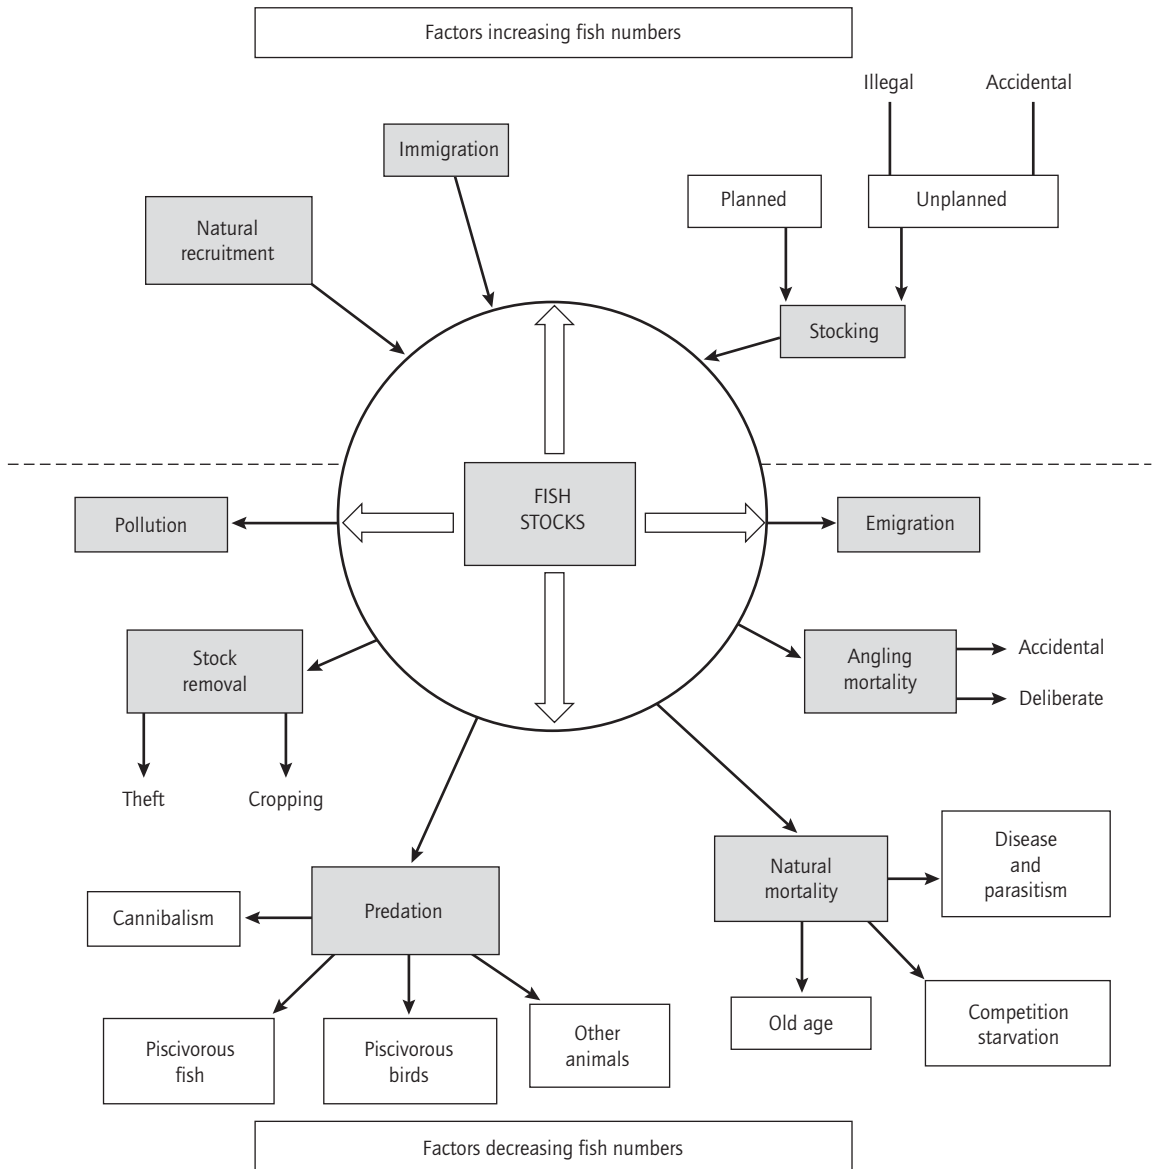 Factors increasing fish numbers
Illegal
Accidental
Immigration
Planned
Unplanned
Natural
recruitment
Stocking
FISH
STOCKS
Pollution
Emigration
Stock
removal
Angling
mortality
Accidental
Deliberate
Theft
Cropping
Natural
mortality
Disease
and
parasitism
Cannibalism
Predation
Old age
Competition
starvation
Piscivorous
fish
Piscivorous
birds
Other
animals
Factors decreasing fish numbers